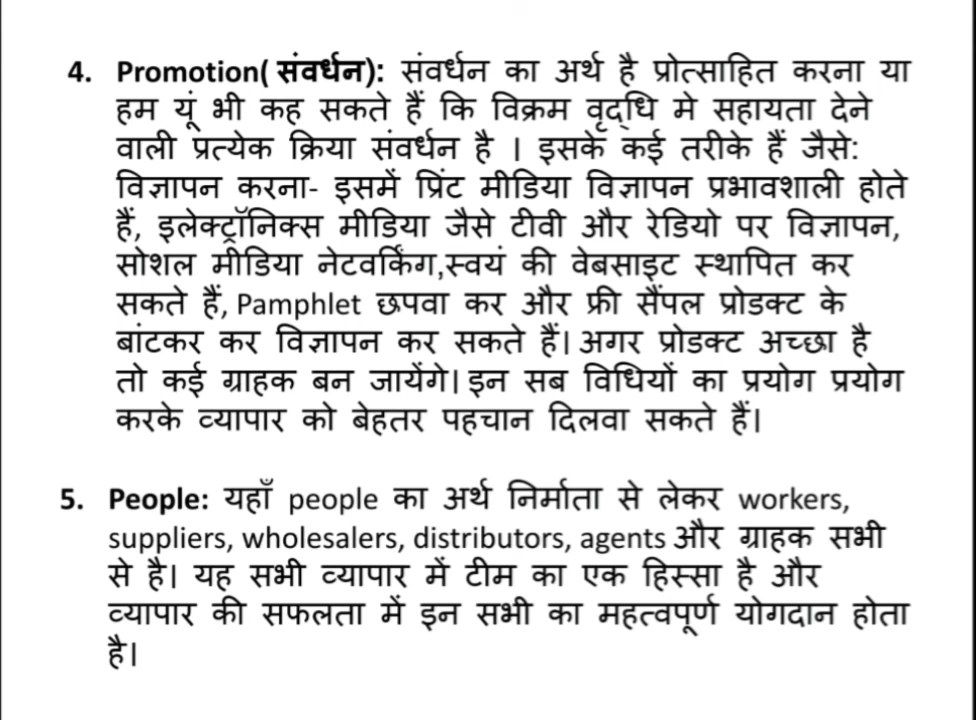 4. Promotion( संवर्धन): संवर्धन का अर्थ है प्रोत्साहित करना या
हम यूं भी कह सकते हैं कि विक्रम वृद्धि मे सहायता देने
वाली प्रत्येक क्रिया संवर्धन है । इसके कई तरीके हैं जैसे:
विज्ञापन करना- इसमें प्रिंट मीडिया विज्ञापन प्रभावशाली होते
हैं, इलेक्ट्रॉनिक्स मीडिया जैसे टीवी और रेडियो पर विज्ञापन,
सोशल मीडिया नेटवर्किंग,स्वयं की वेबसाइट स्थापित कर
सकते हैं, Pamphlet छपवा कर और फ्री सैंपल प्रोडक्ट के
बांटकर कर विज्ञापन कर सकते हैं। अगर प्रोडक्ट अच्छा है
तो कई ग्राहक बन जायेंगे। इन सब विधियों का प्रयोग प्रयोग
करके व्यापार को बेहतर पहचान दिलवा सकते हैं।
5. People: यहाँ people का अर्थ निर्माता से लेकर workers,
suppliers, wholesalers, distributors, agents और ग्राहक सभी
से है। यह सभी व्यापार में टीम का एक हिस्सा है और
व्यापार की सफलता में इन सभी का महत्वपूर्ण योगदान होता
है।